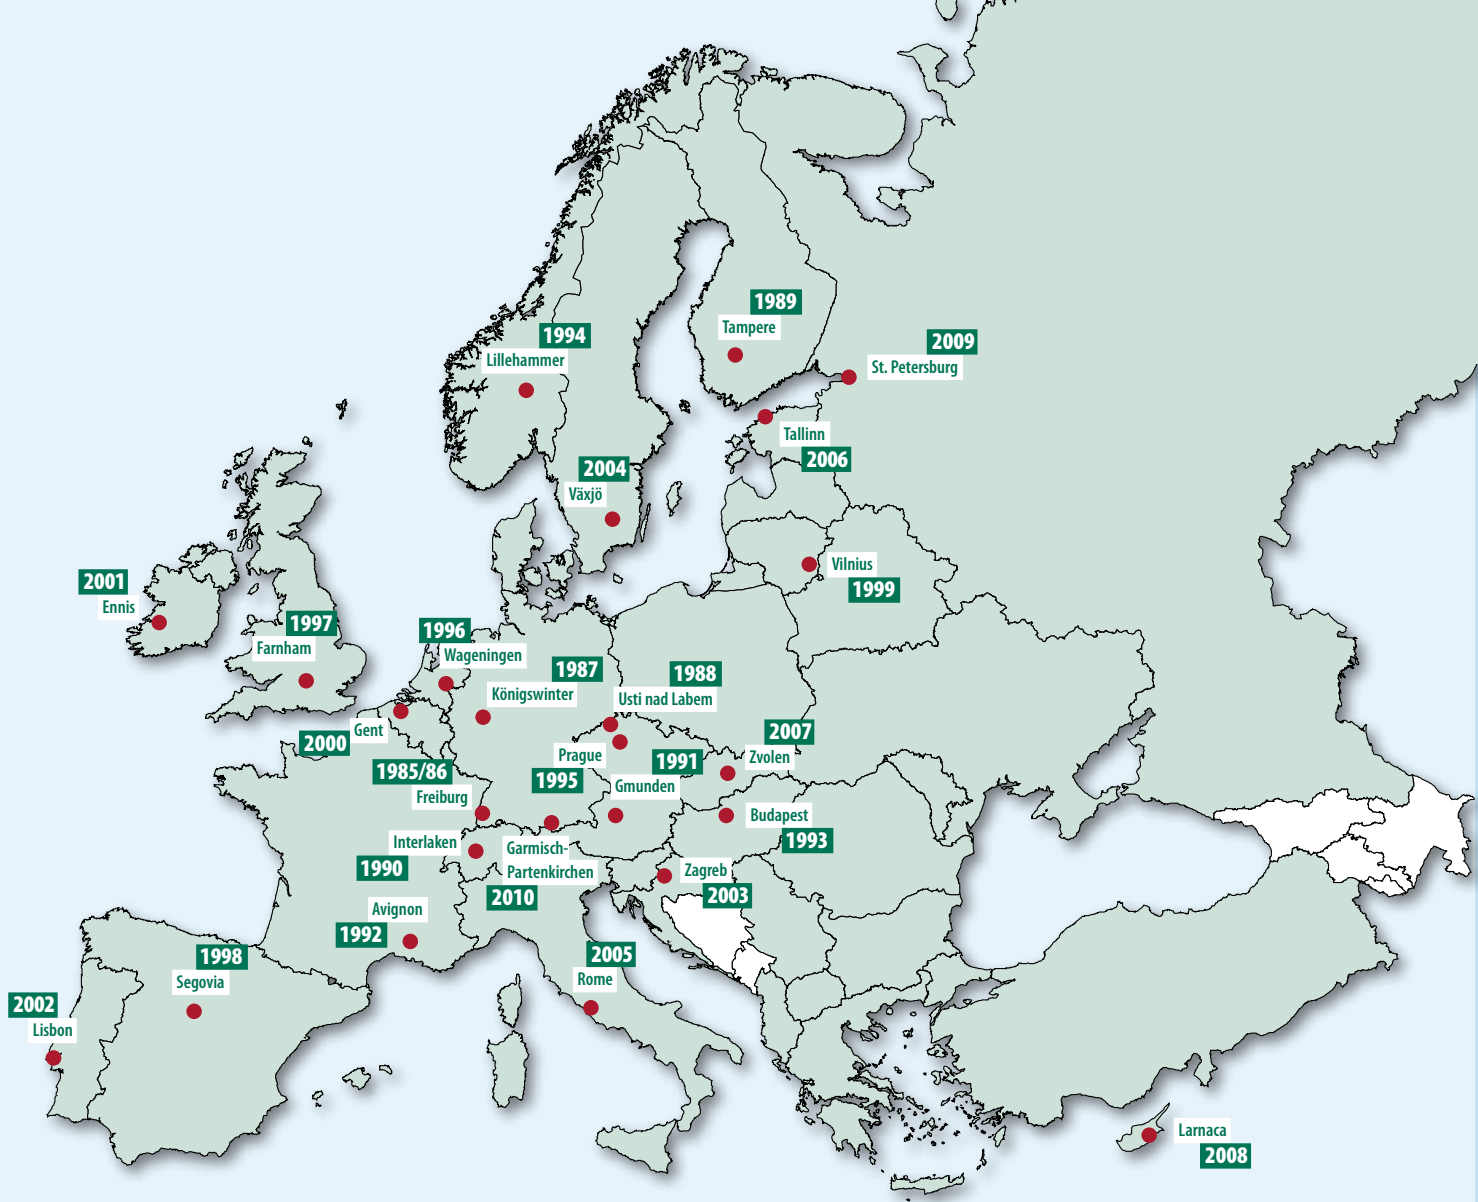 1989
Tampere
1994
Lillehammer
2009
St. Petersburg
Tallinn
2006
2004
Växjö
Vilnius
1999
2001
Ennis
1997
Farnham
1996
Wageningen
1987
Königswinter
1988
Usti nad Labem
Gent
2000
2007
Zvolen
Prague
1995
1991
Gmunden
1985/86
Freiburg
Budapest
1993
Interlaken
1990
Garmisch-
Partenkirchen
2010
Zagreb
2003
Avignon
1992
1998
Segovia
2005
Rome
2002
Lisbon
Larnaca
2008